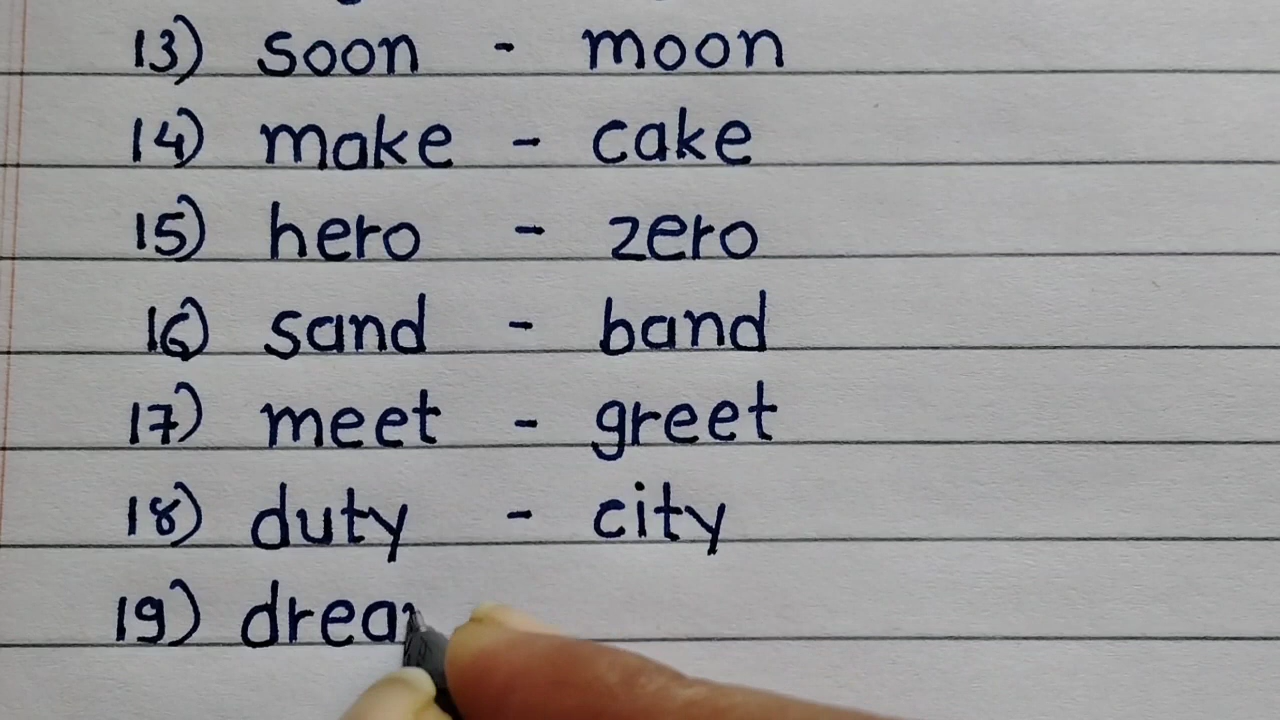 13) soon - moon
14) make - cake
15) hero - zero
16) sand - band
17) meet - greet
18) duty - city
19) drea